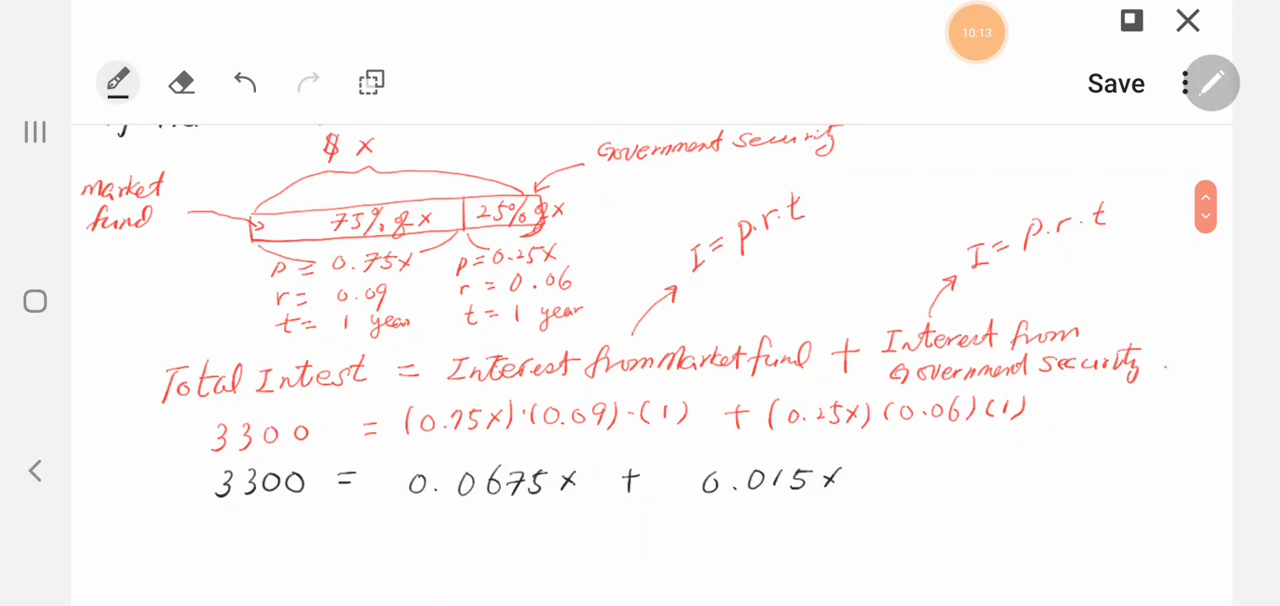 10:13
Save
$ x
Government Security
market
fund
75% of x
25% of x
p = 0.75x
r = 0.09
t = 1 year
p = 0.25x
r = 0.06
t = 1 year
I = p.r.t
I = p.r.t
Total Intest = Interest from Market fund + Interest from Government Security.
3300 = (0.75x)·(0.09)·(1) + (0.25x)(0.06)(1)
3300 = 0.0675x + 0.015x